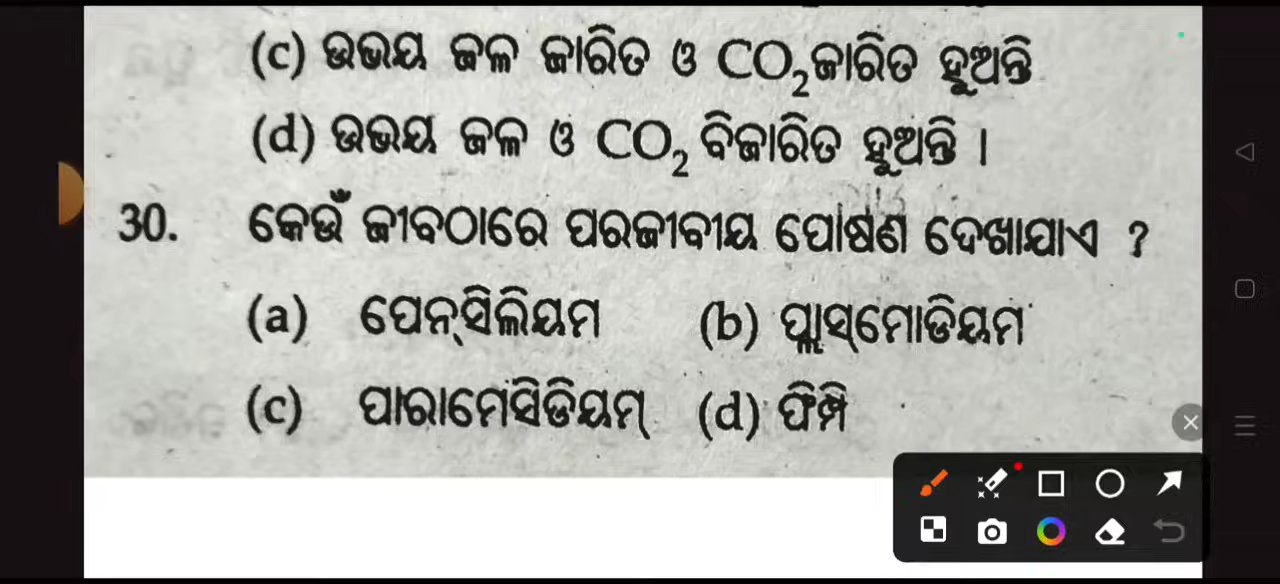 (c) ଉଭୟ ଜଳ ଜାରିତ ଓ CO₂ ଜାରିତ ହୁଅନ୍ତି
(d) ଉଭୟ ଜଳ ଓ CO₂ ବିଜାରିତ ହୁଅନ୍ତି ।
30. କେଉଁ ଜୀବଠାରେ ପରଜୀବୀୟ ପୋଷଣ ଦେଖାଯାଏ ?
(a) ପେନ୍‌ସିଲିୟମ (b) ପ୍ଲାସ୍‌ମୋଡିୟମ
(c) ପାରାମେସିଡିୟମ୍ (d) ଫିମ୍ପି